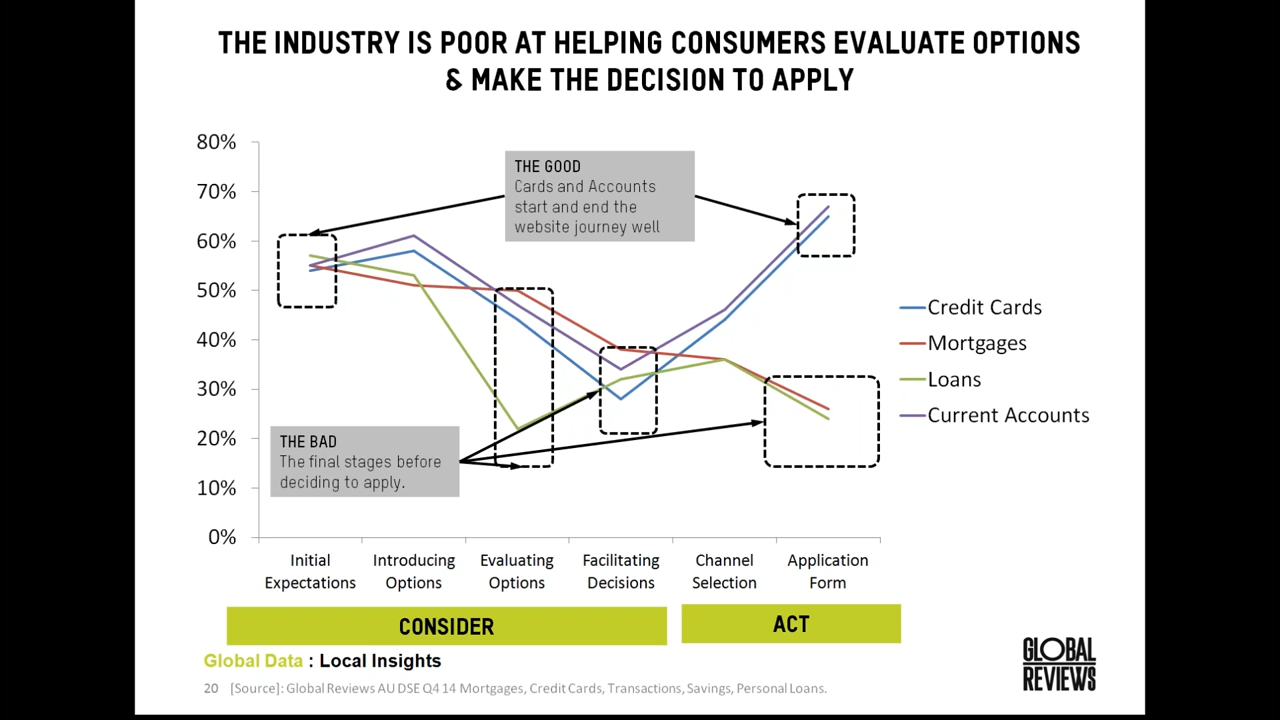 THE INDUSTRY IS POOR AT HELPING CONSUMERS EVALUATE OPTIONS
& MAKE THE DECISION TO APPLY
80%
70%
60%
50%
40%
30%
20%
10%
0%
THE GOOD
Cards and Accounts
start and end the
website journey well
THE BAD
The final stages before
deciding to apply.
Credit Cards
Mortgages
Loans
Current Accounts
Initial
Expectations
Introducing
Options
Evaluating
Options
Facilitating
Decisions
Channel
Selection
Application
Form
CONSIDER
ACT
Global Data : Local Insights
20 [Source]: Global Reviews AU DSE Q4 14 Mortgages, Credit Cards, Transactions, Savings, Personal Loans.
GLOBAL
REVIEWS